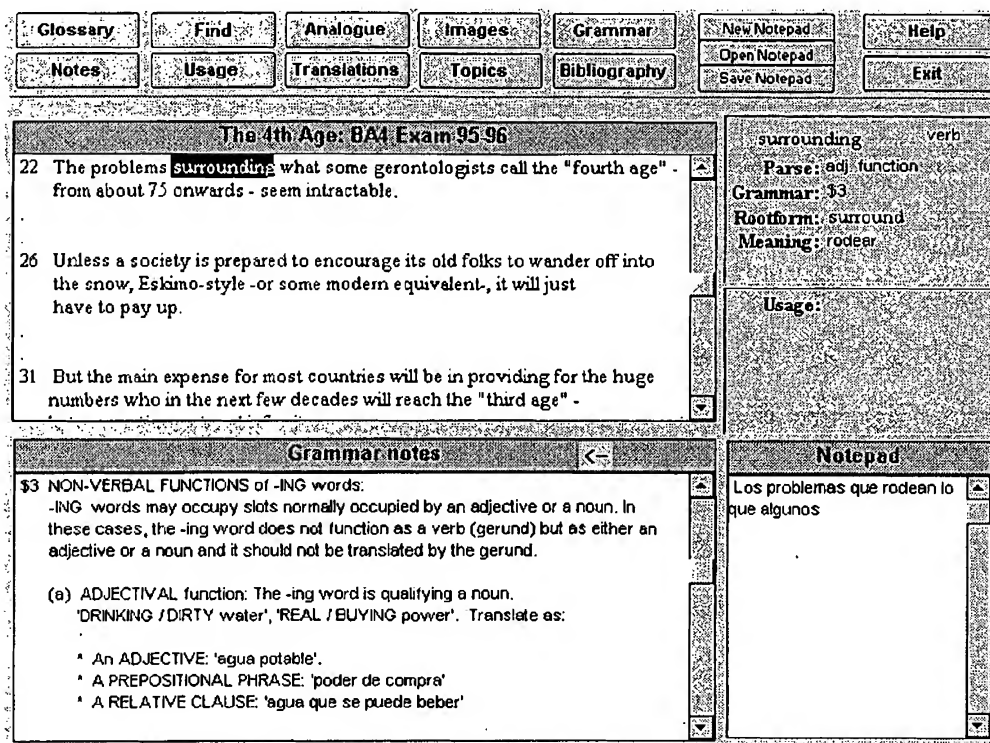 Glossary Find Analogue Images Grammar New Notepad Help
Open Notepad
Notes Usage Translations Topics Bibliography Save Notepad Exit
The 4th Age: BA4 Exam 95-96
22 The problems surrounding what some gerontologists call the "fourth age" -
from about 75 onwards - seem intractable.
.
26 Unless a society is prepared to encourage its old folks to wander off into
the snow, Eskimo-style -or some modern equivalent-, it will just
have to pay up.
.
31 But the main expense for most countries will be in providing for the huge
numbers who in the next few decades will reach the "third age" -
surrounding verb
Parse: adj. function
Grammar: $3
Rootform: surround
Meaning: rodear
Usage:
Grammar notes <-
$3 NON-VERBAL FUNCTIONS of -ING words:
-ING words may occupy slots normally occupied by an adjective or a noun. In
these cases, the -ing word does not function as a verb (gerund) but as either an
adjective or a noun and it should not be translated by the gerund.
(a) ADJECTIVAL function: The -ing word is qualifying a noun.
'DRINKING / DIRTY water', 'REAL / BUYING power'. Translate as:
.
* An ADJECTIVE: 'agua potable'.
* A PREPOSITIONAL PHRASE: 'poder de compra'
* A RELATIVE CLAUSE: 'agua que se puede beber'
Notepad
Los problemas que rodean lo
que algunos